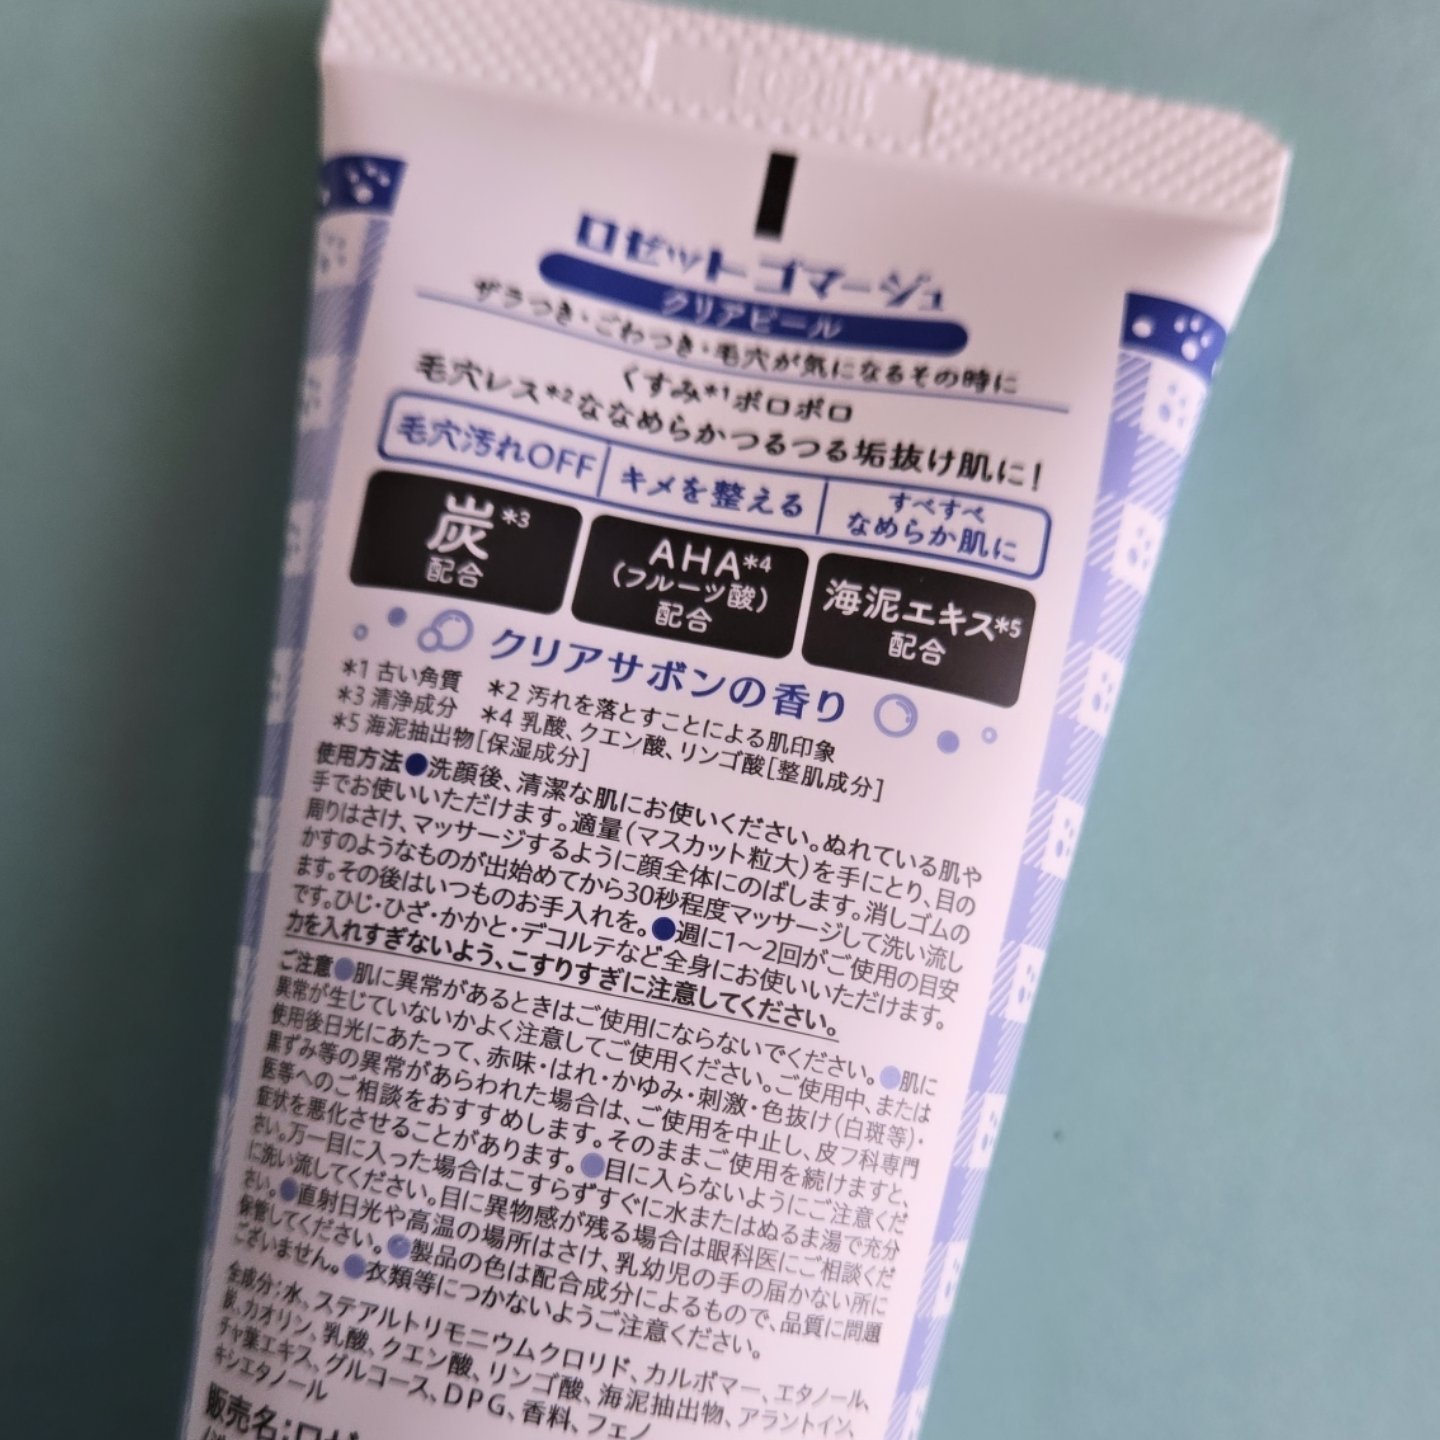 ロゼットゴマージュ
クリアピール
ザラつき・ごわつき・毛穴が気になるその時に
くすみ*1ポロポロ
毛穴レス*2なめらかつるつる垢抜け肌に!
毛穴汚れOFF
キメを整える
すべすべ
なめらか肌に
炭*3
配合
AHA*4
(フルーツ酸)
配合
海泥エキス*5
配合
クリアサボンの香り
*1 古い角質 *2 汚れを落とすことによる肌印象
*3 清浄成分 *4 乳酸、クエン酸、リンゴ酸[整肌成分]
*5 海泥抽出物[保湿成分]
使用方法●洗顔後、清潔な肌にお使いください。ぬれている肌や
手でお使いいただけます。適量(マスカット粒大)を手にとり、目の
周りはさけ、マッサージするように顔全体にのばします。消しゴムの
かすのようなものが出始めてから30秒程度マッサージして洗い流し
ます。その後はいつものお手入れを。●週に1〜2回がご使用の目安
です。ひじ・ひざ・かかと・デコルテなど全身にお使いいただけます。
力を入れすぎないよう、こすりすぎに注意してください。
ご注意●肌に異常があるときはご使用にならないでください。●肌に
異常が生じていないかよく注意してご使用ください。ご使用中、または
使用後日光にあたって、赤味・はれ・かゆみ・刺激・色抜け(白斑等)・
黒ずみ等の異常があらわれた場合は、ご使用を中止し、皮フ科専門
医等へのご相談をおすすめします。そのままご使用を続けますと、
症状を悪化させることがあります。●目に入らないようにご注意くだ
さい。万一目に入った場合はこすらずすぐに水またはぬるま湯で充分
に洗い流してください。目に異物感が残る場合は眼科医にご相談くだ
さい。●直射日光や高温の場所はさけ、乳幼児の手の届かない所に
保管してください。●製品の色は配合成分によるもので、品質に問題
ございません。●衣類等につかないようご注意ください。
全成分:水、ステアルトリモニウムクロリド、カルボマー、エタノール、
炭、カオリン、乳酸、クエン酸、リンゴ酸、海泥抽出物、アラントイン、
チャ葉エキス、グルコース、DPG、香料、フェノ
キシエタノール
販売名:ロゼ